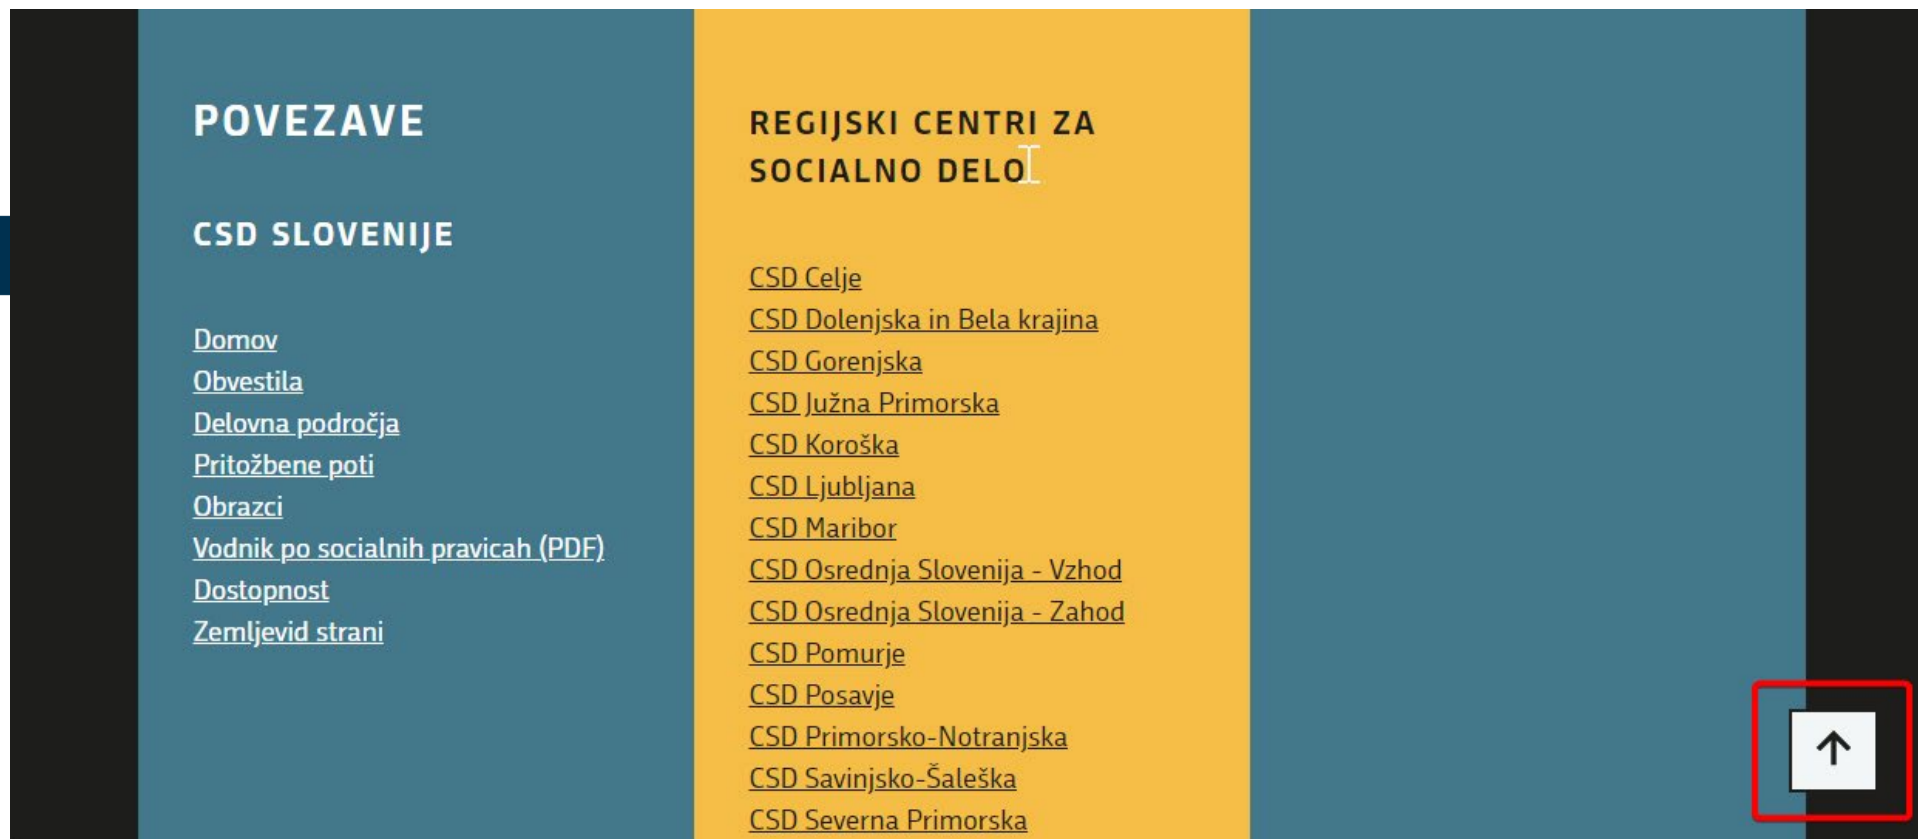 POVEZAVE
CSD SLOVENIJE
Domov
Obvestila
Delovna področja
Pritožbene poti
Obrazci
Vodnik po socialnih pravicah (PDF)
Dostopnost
Zemljevid strani
REGIJSKI CENTRI ZA
SOCIALNO DELO
CSD Celje
CSD Dolenjska in Bela krajina
CSD Gorenjska
CSD Južna Primorska
CSD Koroška
CSD Ljubljana
CSD Maribor
CSD Osrednja Slovenija - Vzhod
CSD Osrednja Slovenija - Zahod
CSD Pomurje
CSD Posavje
CSD Primorsko-Notranjska
CSD Savinjsko-Šaleška
CSD Severna Primorska